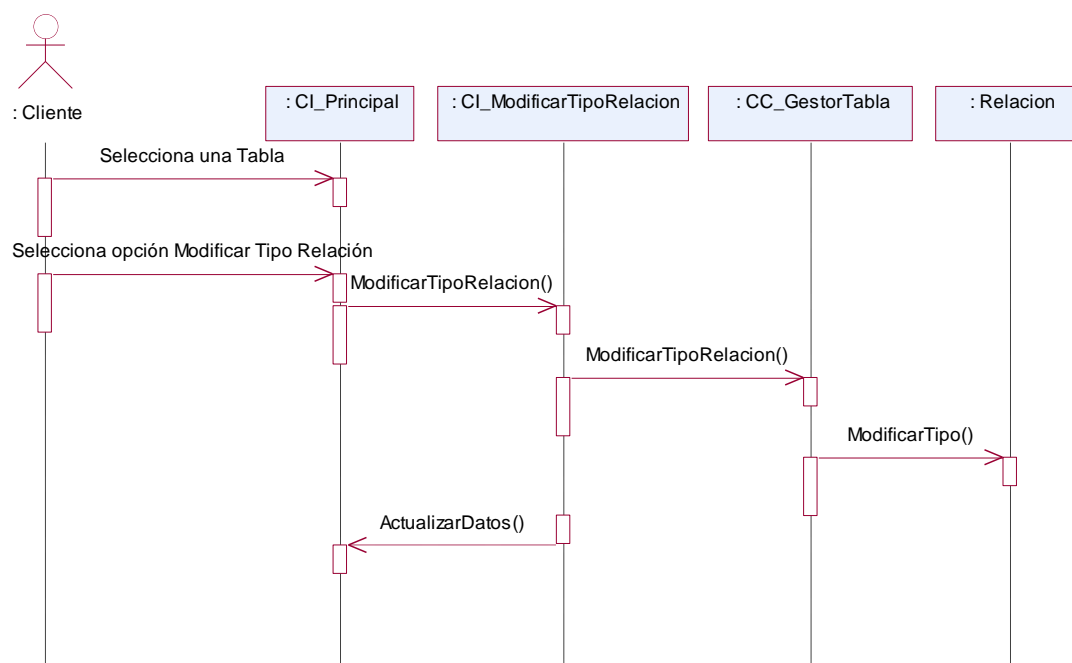 : Cliente
: CI_Principal
: CI_ModificarTipoRelacion
: CC_GestorTabla
: Relacion
Selecciona una Tabla
Selecciona opción Modificar Tipo Relación
ModificarTipoRelacion()
ModificarTipoRelacion()
ModificarTipo()
ActualizarDatos()